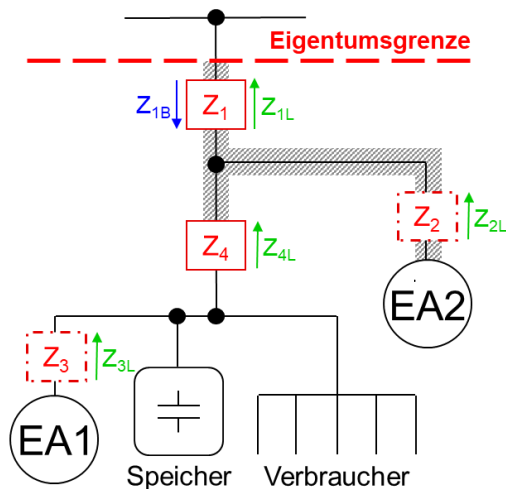 Eigentumsgrenze
Z1B
Z1
Z1L
Z2
Z2L
Z4
Z4L
EA2
Z3
Z3L
EA1
Speicher
Verbraucher